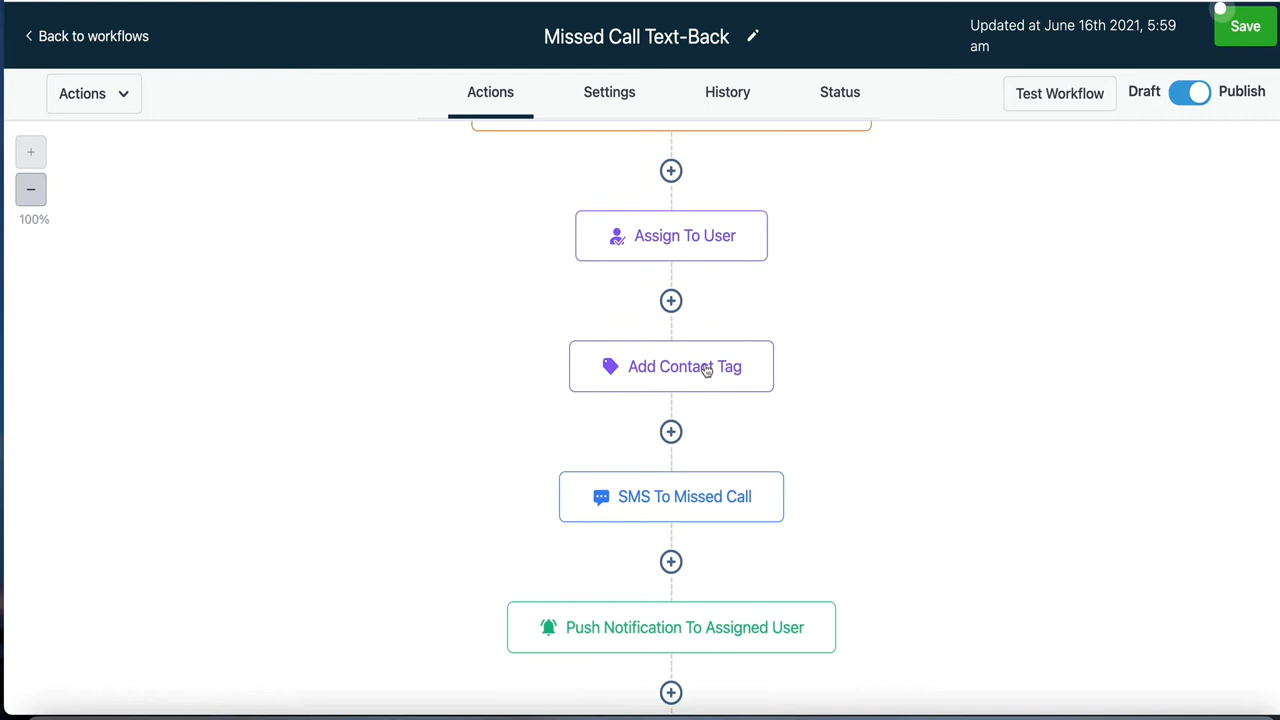 Back to workflows
Missed Call Text-Back
Updated at June 16th 2021, 5:59
am
Save
Actions
Actions
Settings
History
Status
Test Workflow
Draft
Publish
100%
Assign To User
Add Contact Tag
SMS To Missed Call
Push Notification To Assigned User